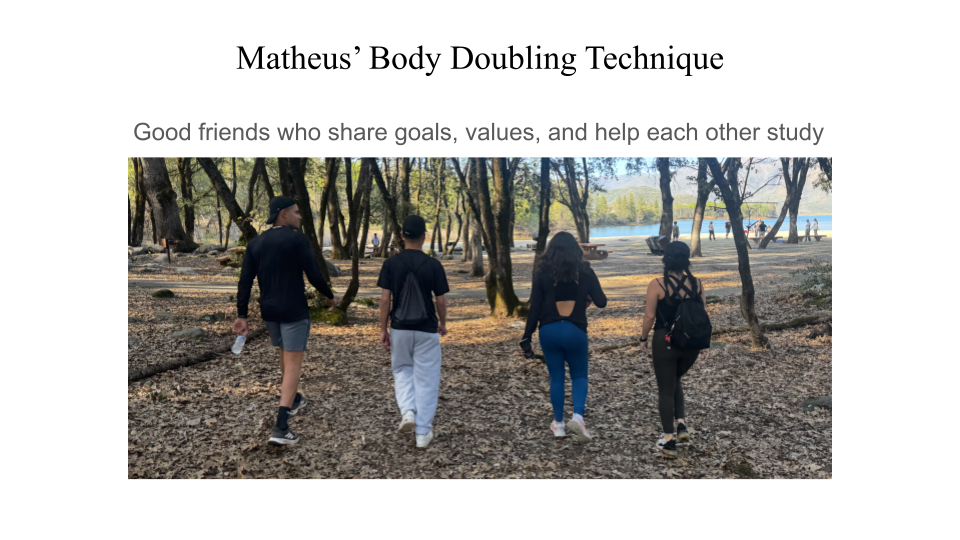 Matheus’ Body Doubling Technique
Good friends who share goals, values, and help each other study